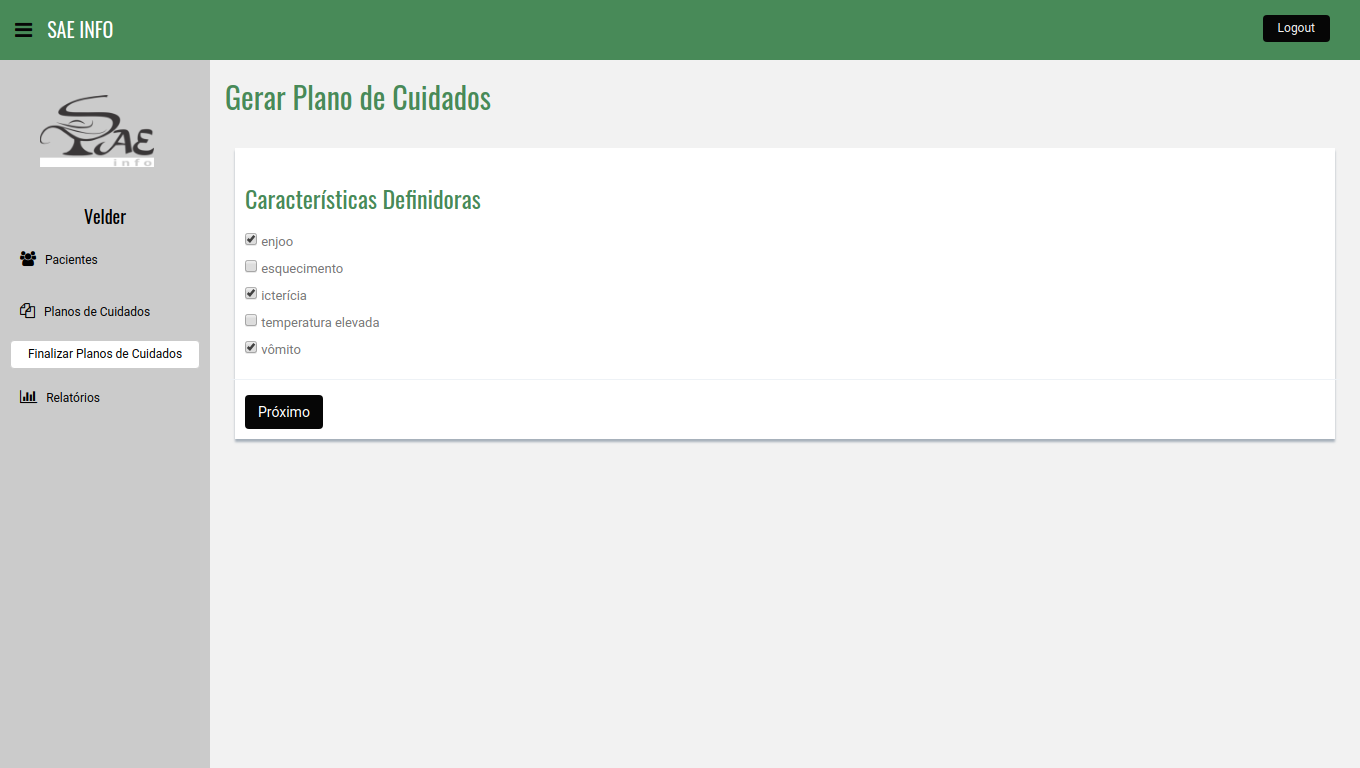 SAE INFO
Logout
SAE
info
Velder
Pacientes
Planos de Cuidados
Finalizar Planos de Cuidados
Relatórios
Gerar Plano de Cuidados
Características Definidoras
enjoo
esquecimento
icterícia
temperatura elevada
vômito
Próximo